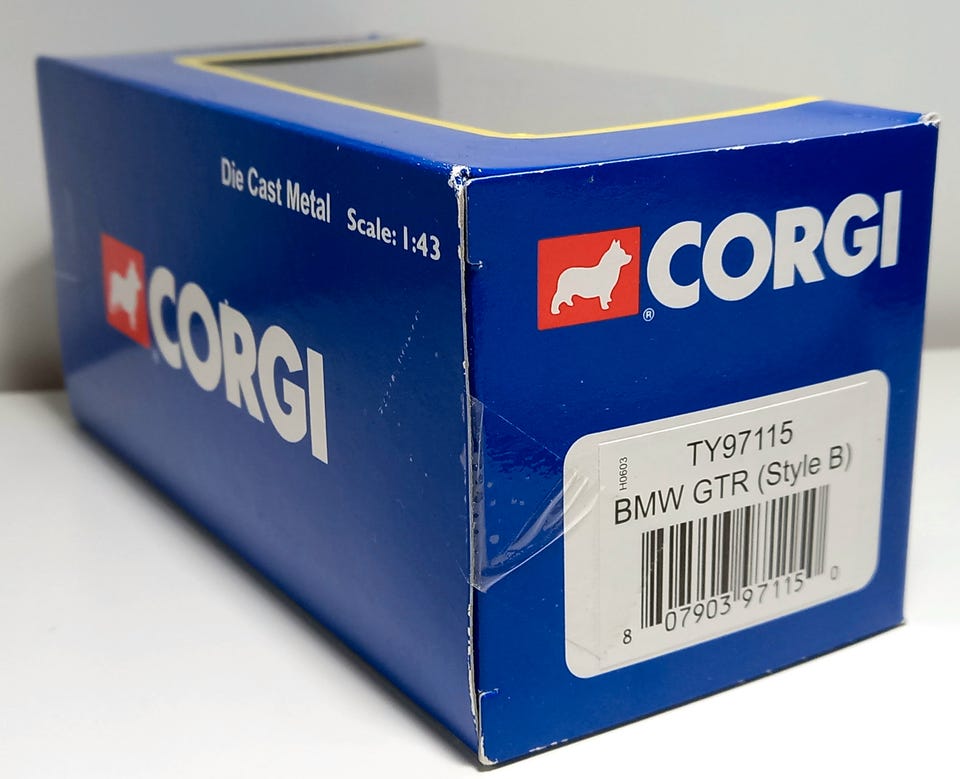 Die Cast Metal Scale: 1:43
CORGI
CORGI
®
TY97115
H0603
BMW GTR (Style B)
8 07903 97115 0